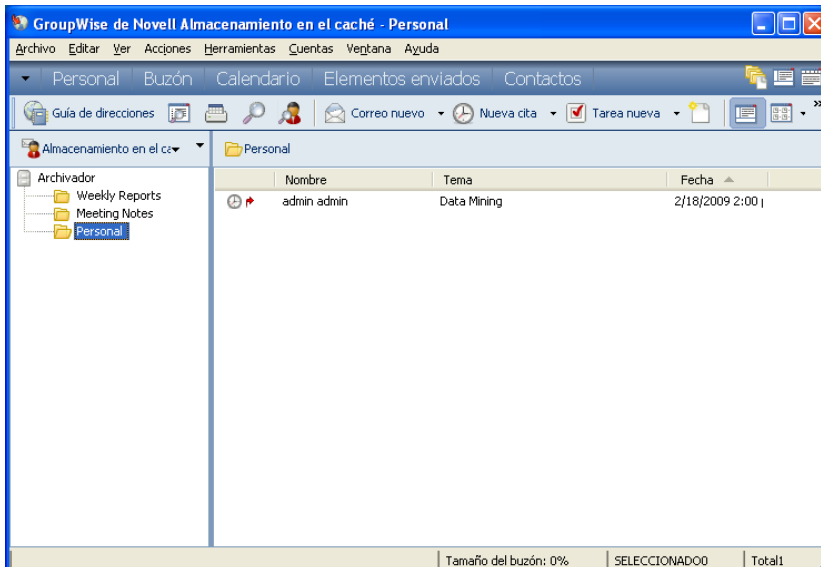 GroupWise de Novell Almacenamiento en el caché - Personal
Archivo Editar Ver Acciones Herramientas Cuentas Ventana Ayuda
Personal Buzón Calendario Elementos enviados Contactos
Guía de direcciones Correo nuevo Nueva cita Tarea nueva
Almacenamiento en el ca Personal
Archivador
Weekly Reports
Meeting Notes
Personal
Nombre Tema Fecha
admin admin Data Mining 2/18/2009 2:00
Tamaño del buzón: 0% SELECCIONADO0 Total1